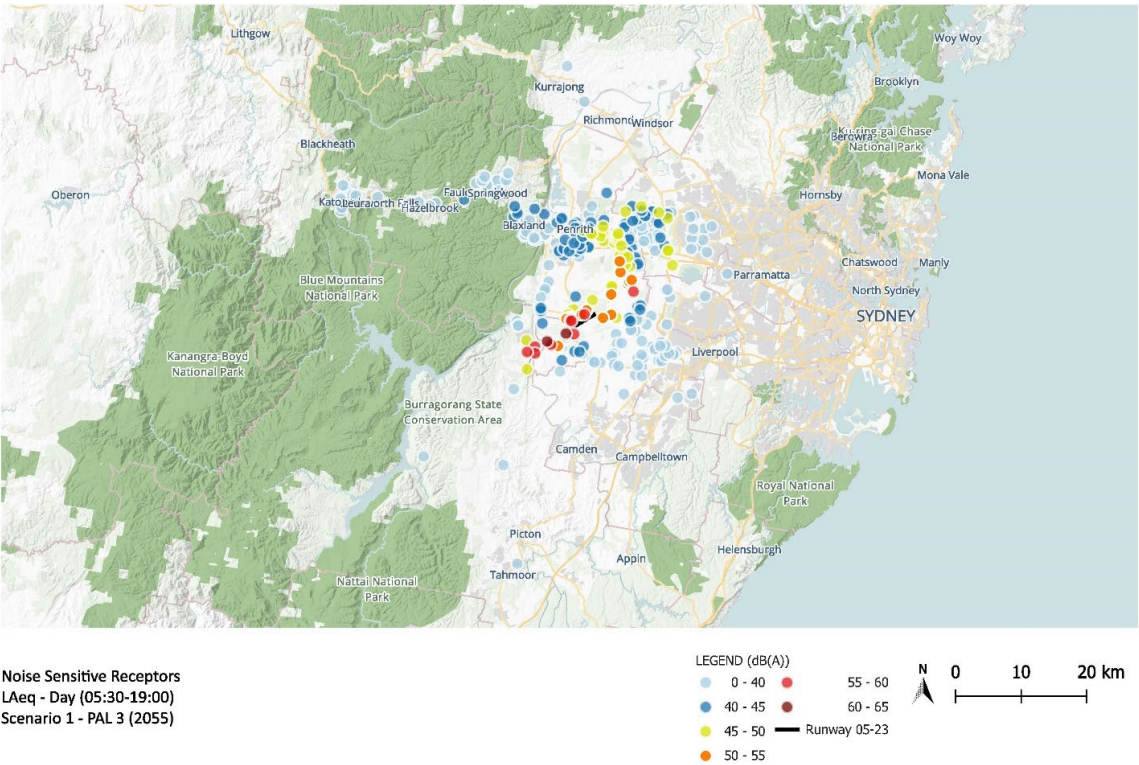 Woy Woy
Lithgow
Brooklyn
Kurrajong
Richmond
Windsor
Ku-ring-gai Chase
National Park
Berowra
Blackheath
Mona Vale
Oberon
Faul
Springwood
Hornsby
Kato
Leura
orth Falls
Hazelbrook
Blaxland
Penrith
Chatswood
Manly
Parramatta
Blue Mountains
National Park
North Sydney
SYDNEY
Liverpool
Kanangra-Boyd
National Park
Burragorang State
Conservation Area
Camden
Campbelltown
Royal National
Park
Picton
Helensburgh
Appin
Tahmoor
Nattai National
Park
Noise Sensitive Receptors
LAeq - Day (05:30-19:00)
Scenario 1 - PAL 3 (2055)
LEGEND (dB(A))
0 - 40
40 - 45
45 - 50
50 - 55
55 - 60
60 - 65
Runway 05-23
N
0 10 20 km